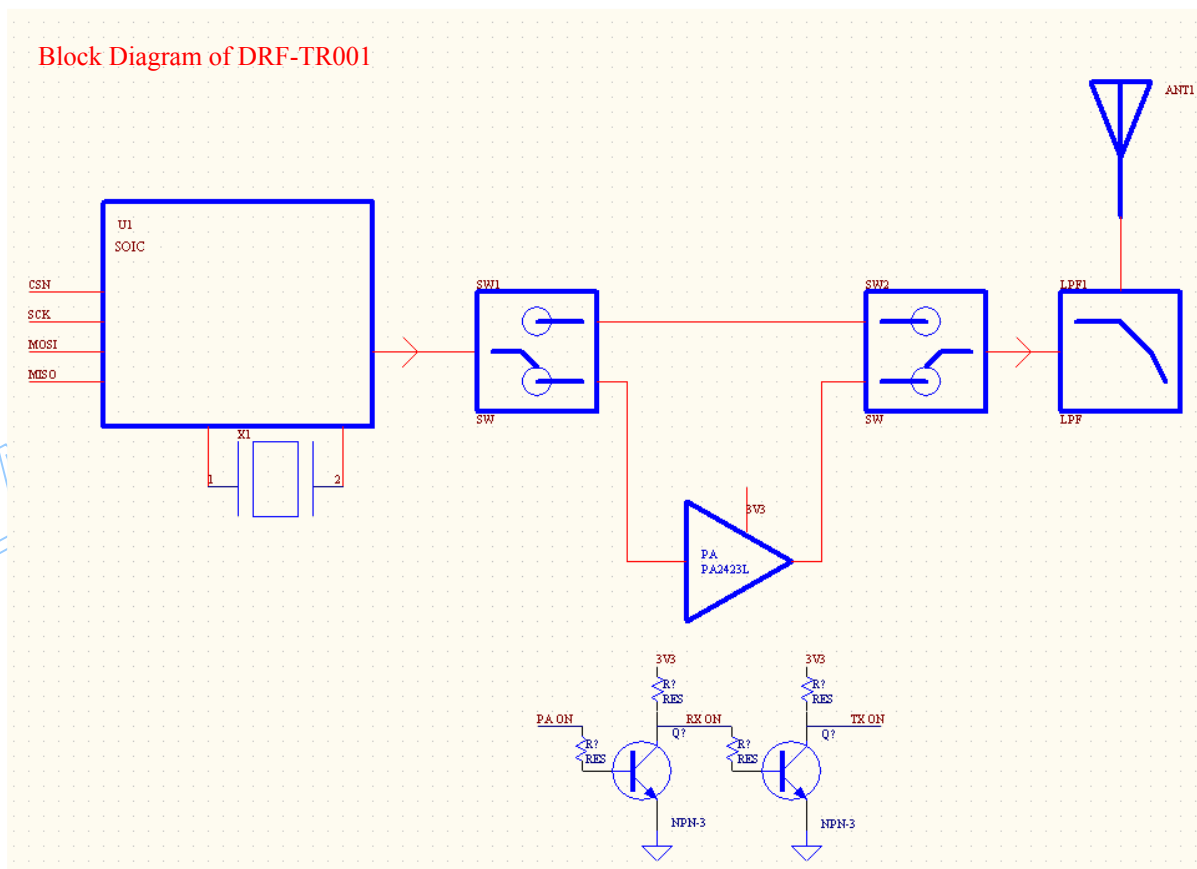 Block Diagram of DRF-TR001
ANT1
U1
SOIC
CSN
SCK
MOSI
MISO
SW1
SW2
LPF1
SW
SW
LPF
X1
1
2
3V3
PA
PA2423L
3V3
3V3
R?
RES
R?
RES
PA ON
RX ON
TX ON
Q?
Q?
R?
RES
R?
RES
NPN-3
NPN-3